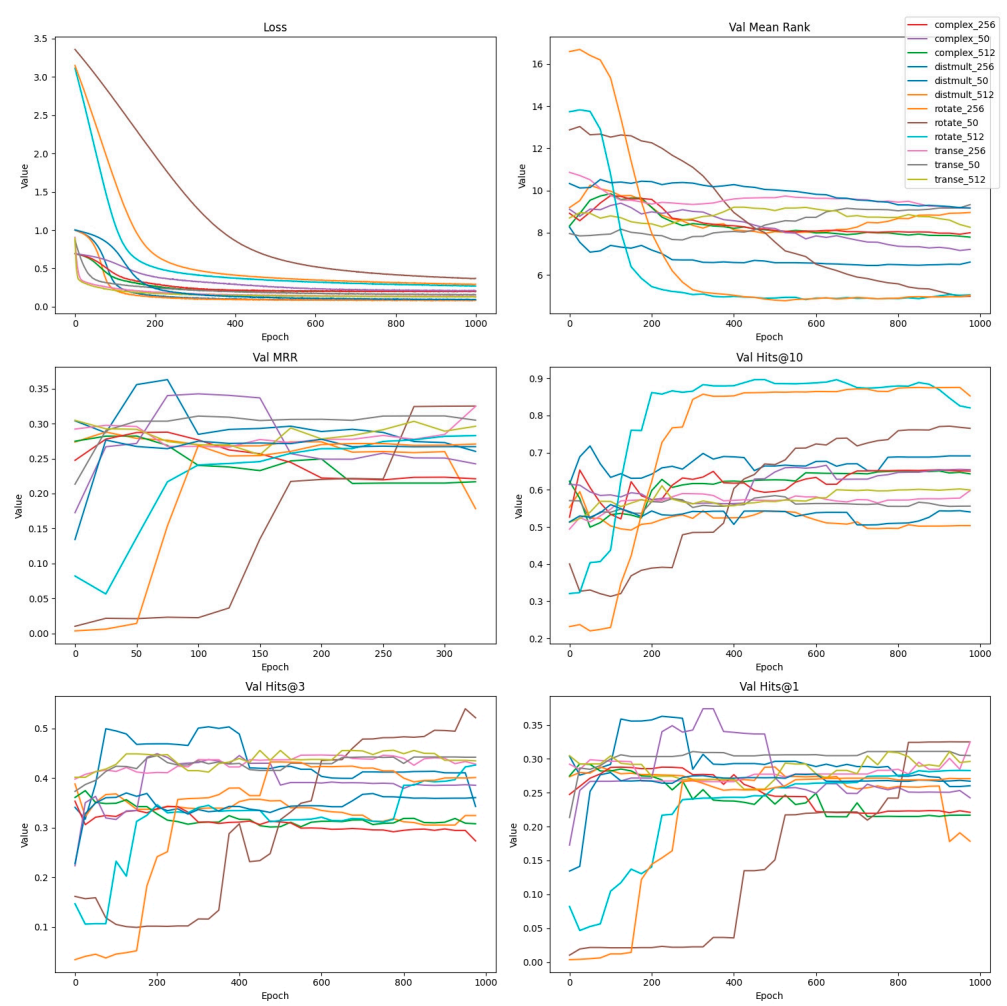 Loss
3.5
3.0
2.5
2.0
1.5
1.0
0.5
0.0
Value
0
200
400
600
800
1000
Epoch
Val Mean Rank
16
14
12
10
8
6
Value
0
200
400
600
800
1000
Epoch
complex_256
complex_50
complex_512
distmult_256
distmult_50
distmult_512
rotate_256
rotate_50
rotate_512
transe_256
transe_50
transe_512
Val MRR
0.35
0.30
0.25
0.20
0.15
0.10
0.05
0.00
Value
0
50
100
150
200
250
300
Epoch
Val Hits@10
0.9
0.8
0.7
0.6
0.5
0.4
0.3
0.2
Value
0
200
400
600
800
1000
Epoch
Val Hits@3
0.5
0.4
0.3
0.2
0.1
Value
0
200
400
600
800
1000
Epoch
Val Hits@1
0.35
0.30
0.25
0.20
0.15
0.10
0.05
0.00
Value
0
200
400
600
800
1000
Epoch